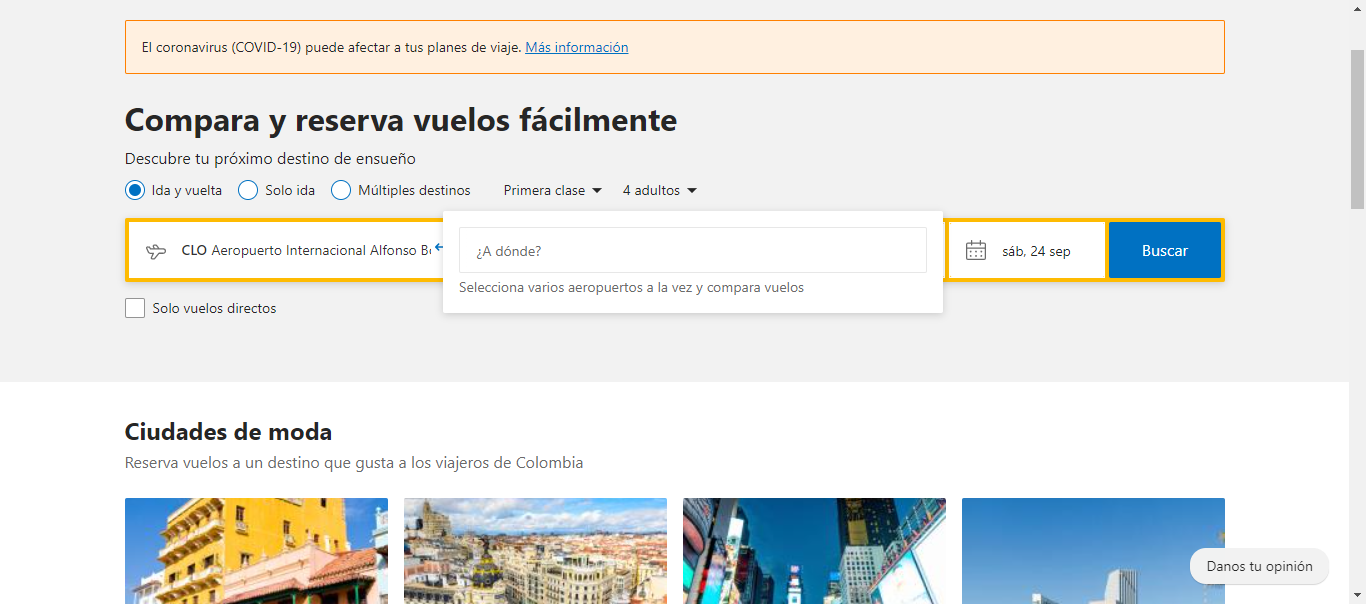 El coronavirus (COVID-19) puede afectar a tus planes de viaje. Más información
Compara y reserva vuelos fácilmente
Descubre tu próximo destino de ensueño
Ida y vuelta Solo ida Múltiples destinos Primera clase 4 adultos
CLO Aeropuerto Internacional Alfonso ¿A dónde? sáb, 24 sep Buscar
Selecciona varios aeropuertos a la vez y compara vuelos
Solo vuelos directos
Ciudades de moda
Reserva vuelos a un destino que gusta a los viajeros de Colombia
Danos tu opinión